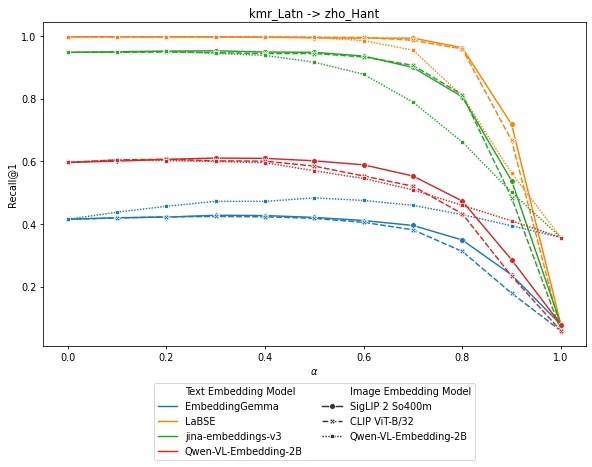 kmr_Latn -> zho_Hant
Recall@1
1.0
0.8
0.6
0.4
0.2
0.0 0.2 0.4 0.6 0.8 1.0
α
Text Embedding Model Image Embedding Model
EmbeddingGemma SigLIP 2 So400m
LaBSE CLIP ViT-B/32
jina-embeddings-v3 Qwen-VL-Embedding-2B
Qwen-VL-Embedding-2B